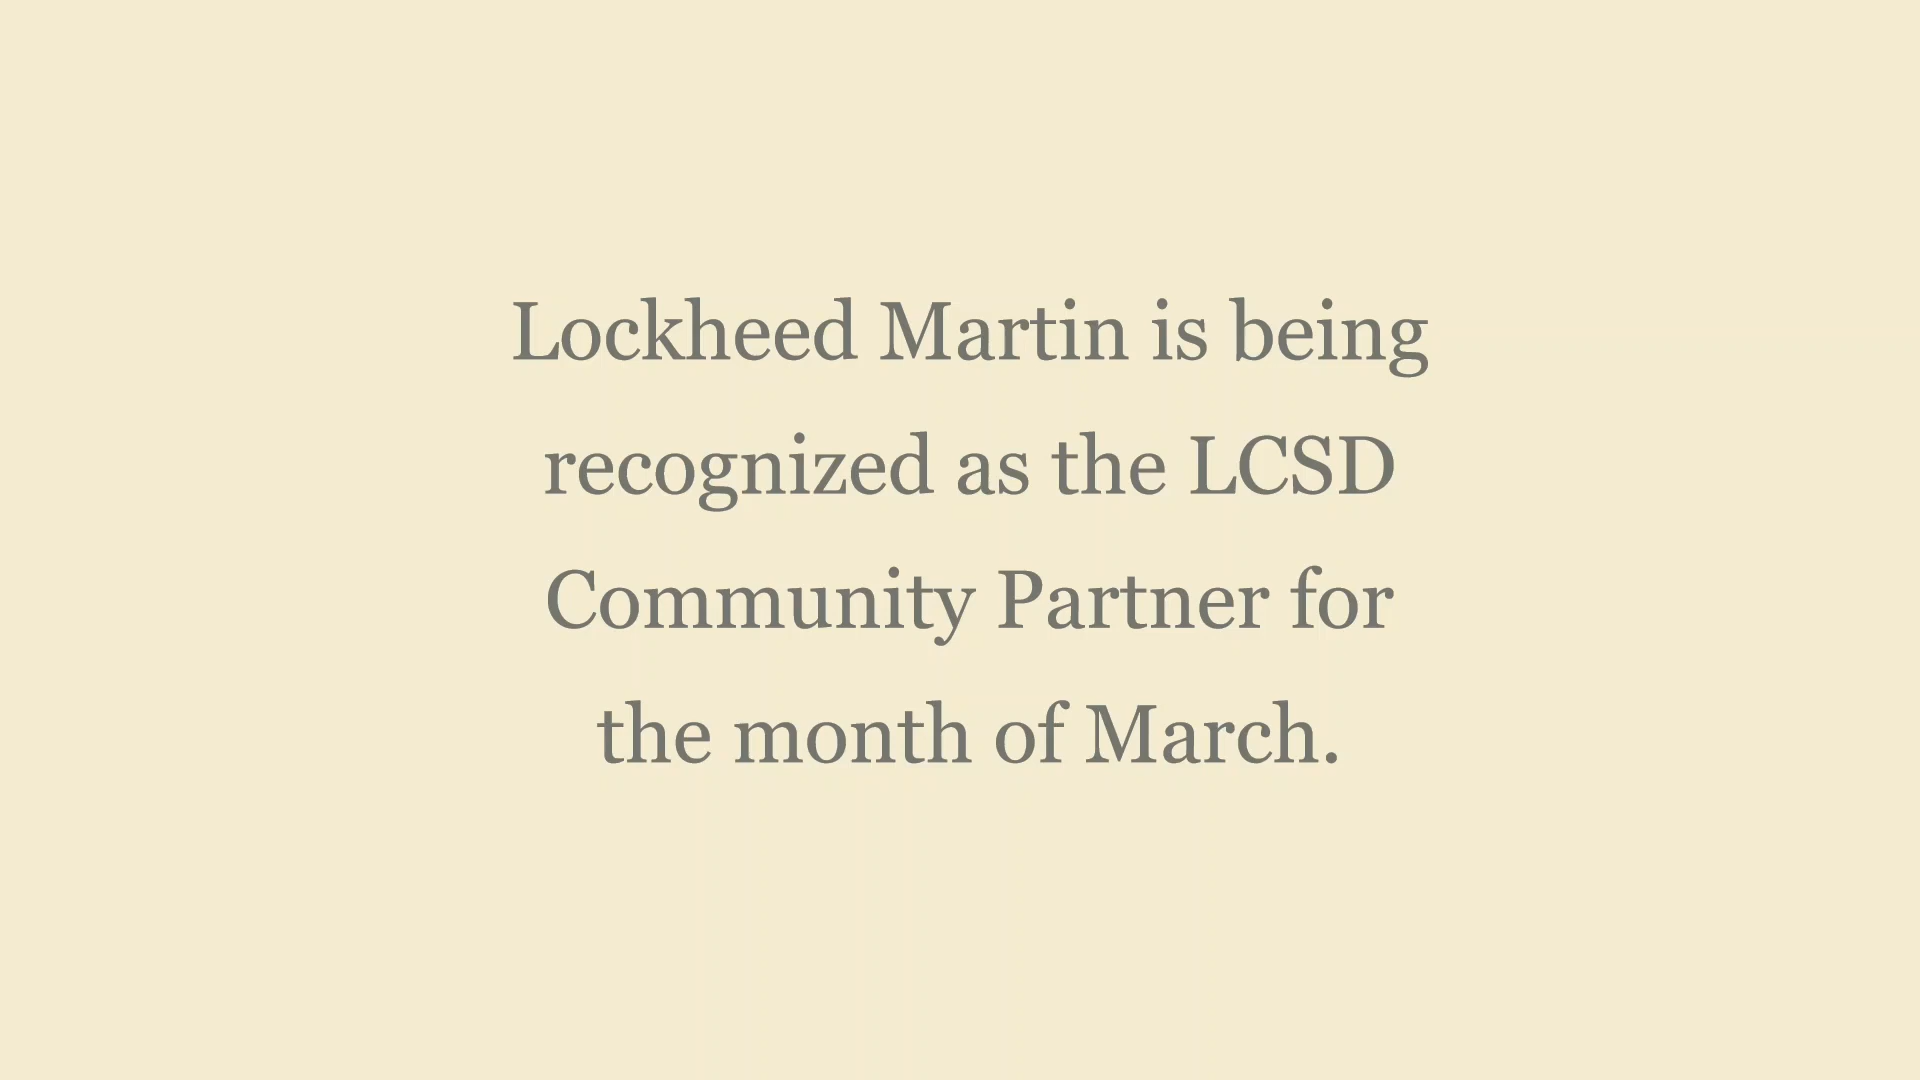 Lockheed Martin is being
recognized as the LCSD
Community Partner for
the month of March.